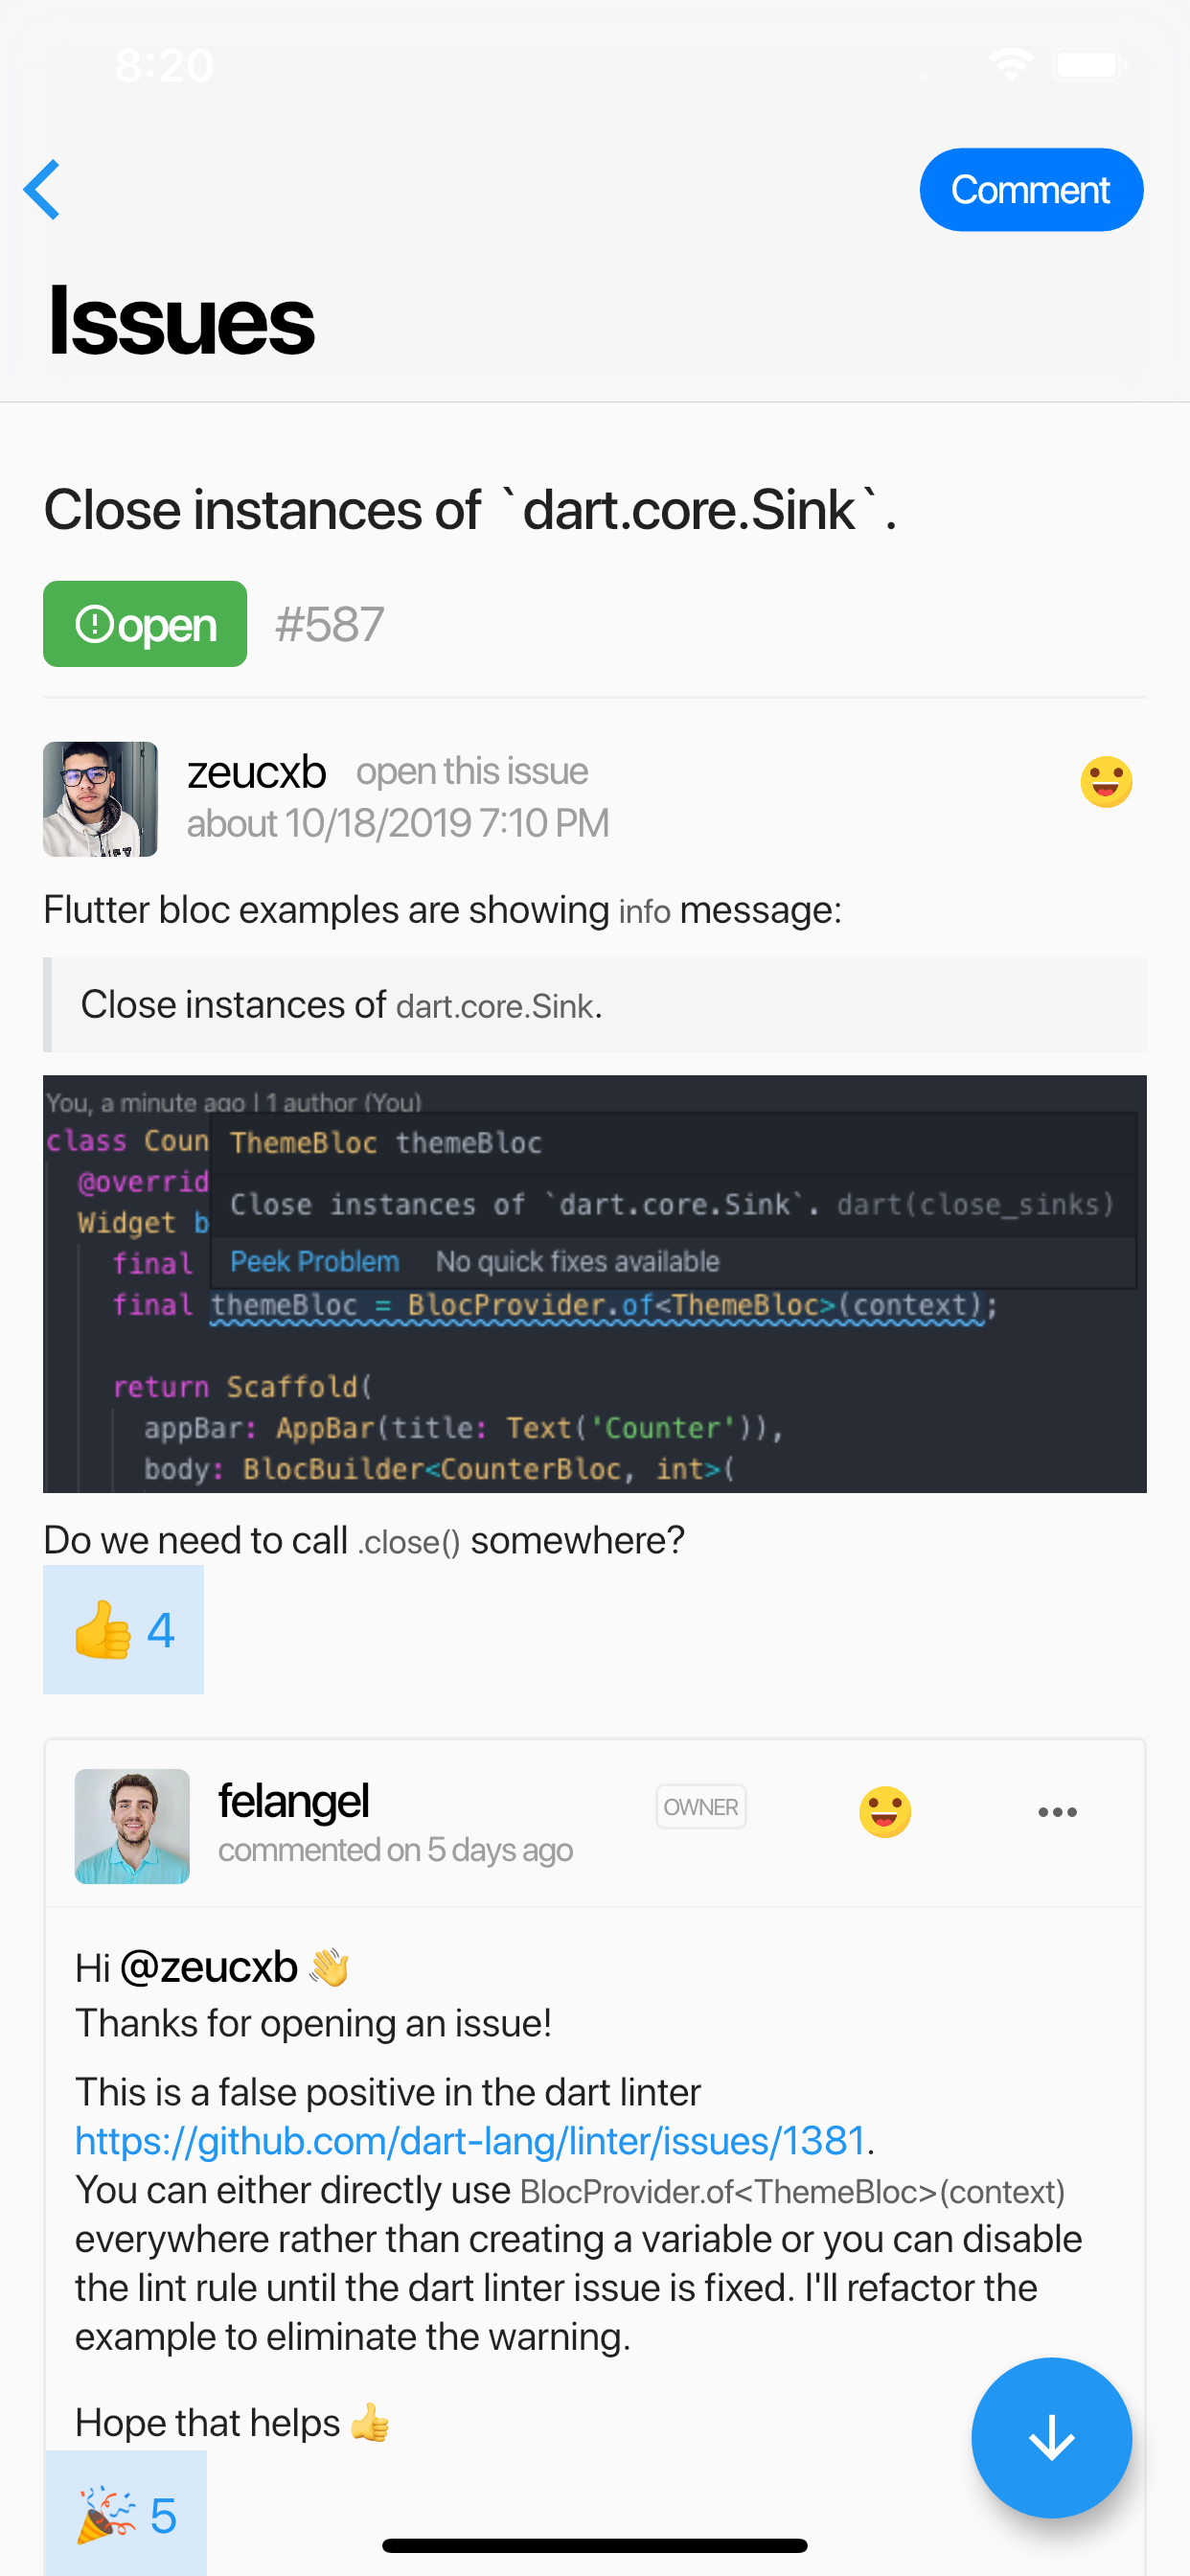 8:20
Comment
Issues
Close instances of `dart.core.Sink`.
open #587
zeucxb open this issue
about 10/18/2019 7:10 PM
Flutter bloc examples are showing info message:
Close instances of dart.core.Sink.
You, a minute ago | 1 author (You)
class Coun
ThemeBloc themeBloc
@overrid
Close instances of `dart.core.Sink`. dart(close_sinks)
Widget b
Peek Problem No quick fixes available
final
final themeBloc = BlocProvider.of<ThemeBloc>(context);
return Scaffold(
appBar: AppBar(title: Text('Counter')),
body: BlocBuilder<CounterBloc, int>(
Do we need to call .close() somewhere?
👍 4
felangel OWNER
commented on 5 days ago
Hi @zeucxb 👋
Thanks for opening an issue!
This is a false positive in the dart linter
https://github.com/dart-lang/linter/issues/1381.
You can either directly use BlocProvider.of<ThemeBloc>(context)
everywhere rather than creating a variable or you can disable
the lint rule until the dart linter issue is fixed. I'll refactor the
example to eliminate the warning.
Hope that helps 👍
🎉 5